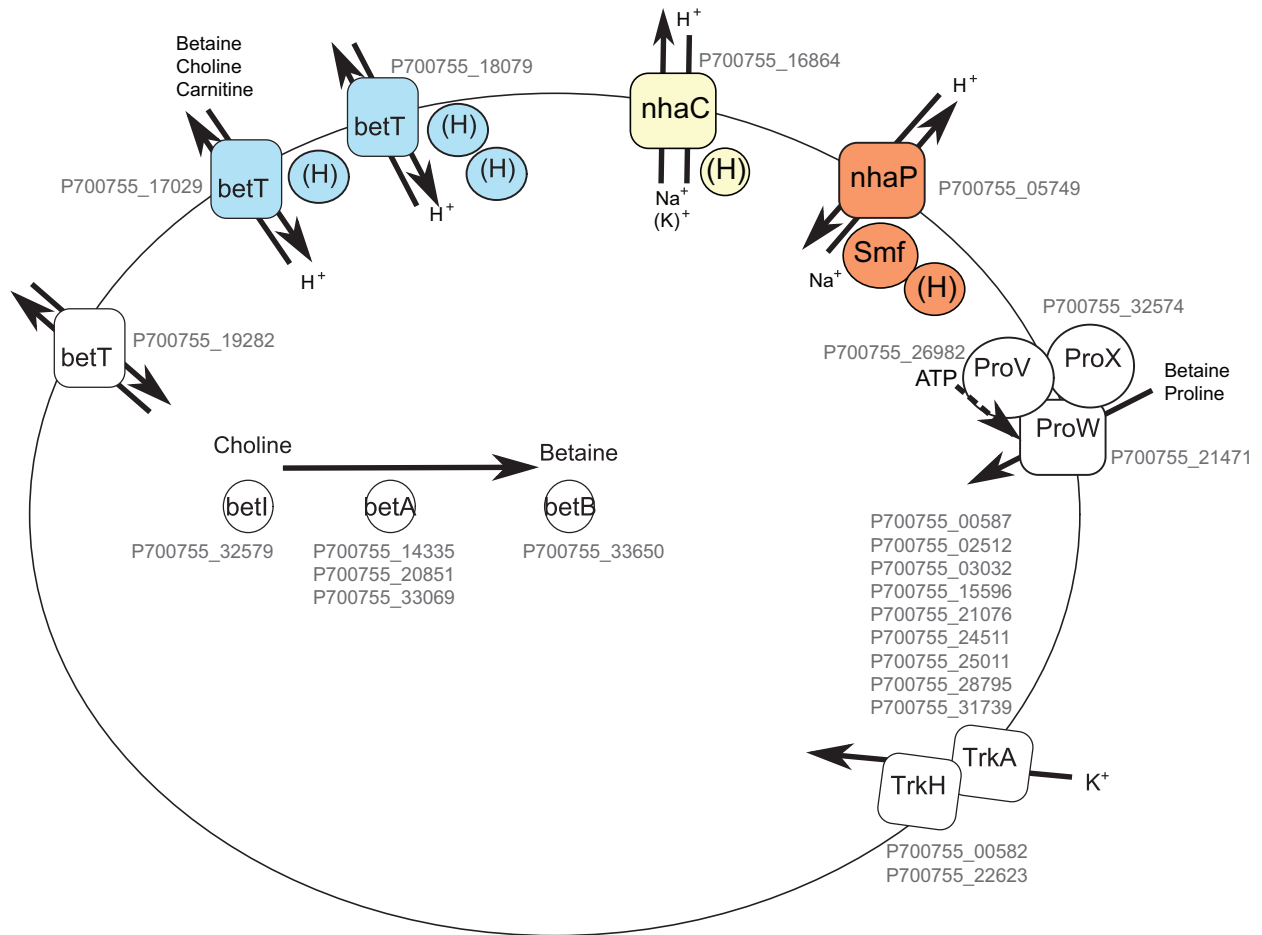 Betaine
Choline
Carnitine
P700755_18079
H+
P700755_16864
H+
betT
(H)
(H)
nhaC
(H)
nhaP
P700755_17029
betT
(H)
H+
Na+
(K)+
P700755_05749
Smf
(H)
Na+
H+
P700755_19282
betT
P700755_32574
P700755_26982
ProV
ProX
ATP
Betaine
Proline
ProW
P700755_21471
Choline
Betaine
betI
betA
betB
P700755_32579
P700755_14335
P700755_20851
P700755_33069
P700755_33650
P700755_00587
P700755_02512
P700755_03032
P700755_15596
P700755_21076
P700755_24511
P700755_25011
P700755_28795
P700755_31739
TrkA
TrkH
K+
P700755_00582
P700755_22623